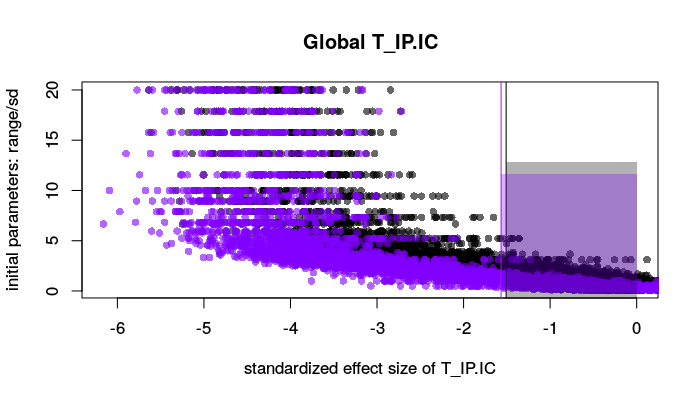 Global T_IP.IC
initial parameters: range/sd
20
15
10
5
0
-6 -5 -4 -3 -2 -1 0
standardized effect size of T_IP.IC